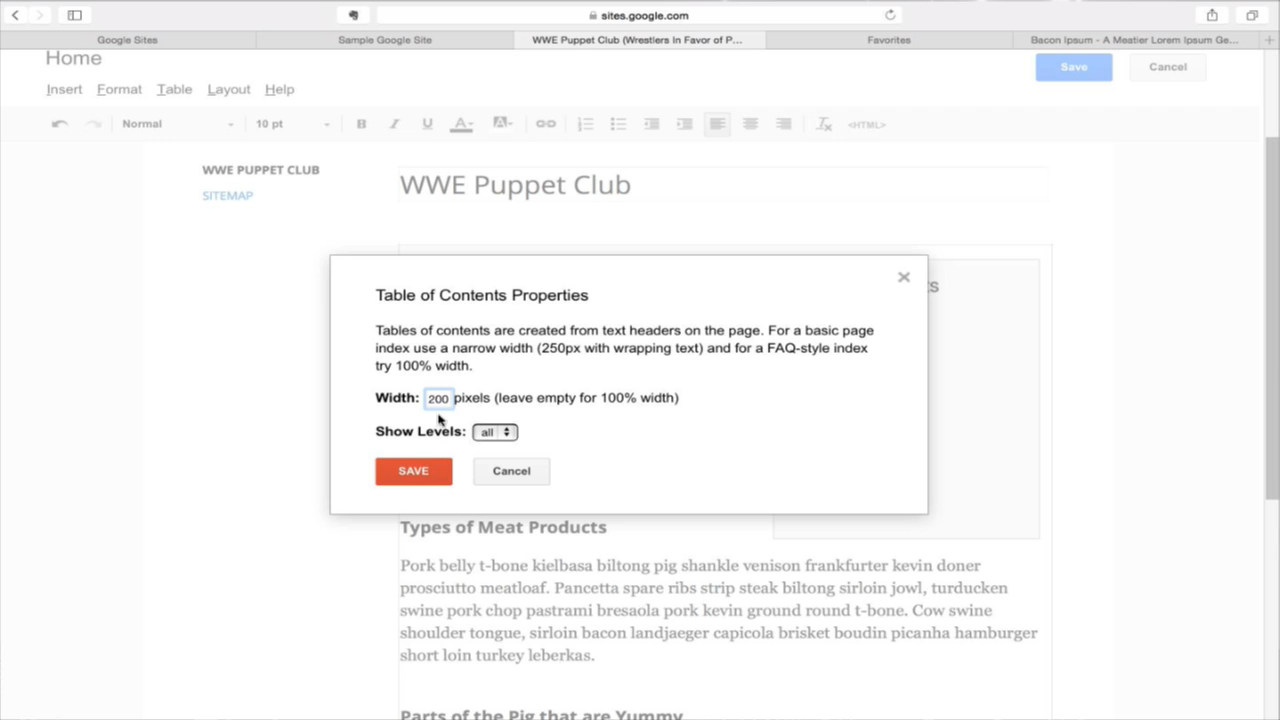 sites.google.com
Google Sites
Sample Google Site
WWE Puppet Club (Wrestlers In Favor of P...
Favorites
Bacon Ipsum - A Meatier Lorem Ipsum Ge...
Home
Save
Cancel
Insert
Format
Table
Layout
Help
Normal
10 pt
B
I
U
A
A
<HTML>
WWE PUPPET CLUB
SITEMAP
WWE Puppet Club
Table of Contents Properties
Tables of contents are created from text headers on the page. For a basic page
index use a narrow width (250px with wrapping text) and for a FAQ-style index
try 100% width.
Width: 200 pixels (leave empty for 100% width)
Show Levels: all
SAVE
Cancel
Types of Meat Products
Pork belly t-bone kielbasa biltong pig shankle venison frankfurter kevin doner
prosciutto meatloaf. Pancetta spare ribs strip steak biltong sirloin jowl, turducken
swine pork chop pastrami bresaola pork kevin ground round t-bone. Cow swine
shoulder tongue, sirloin bacon landjaeger capicola brisket boudin picanha hamburger
short loin turkey leberkas.
Parts of the Pig that are Yummy